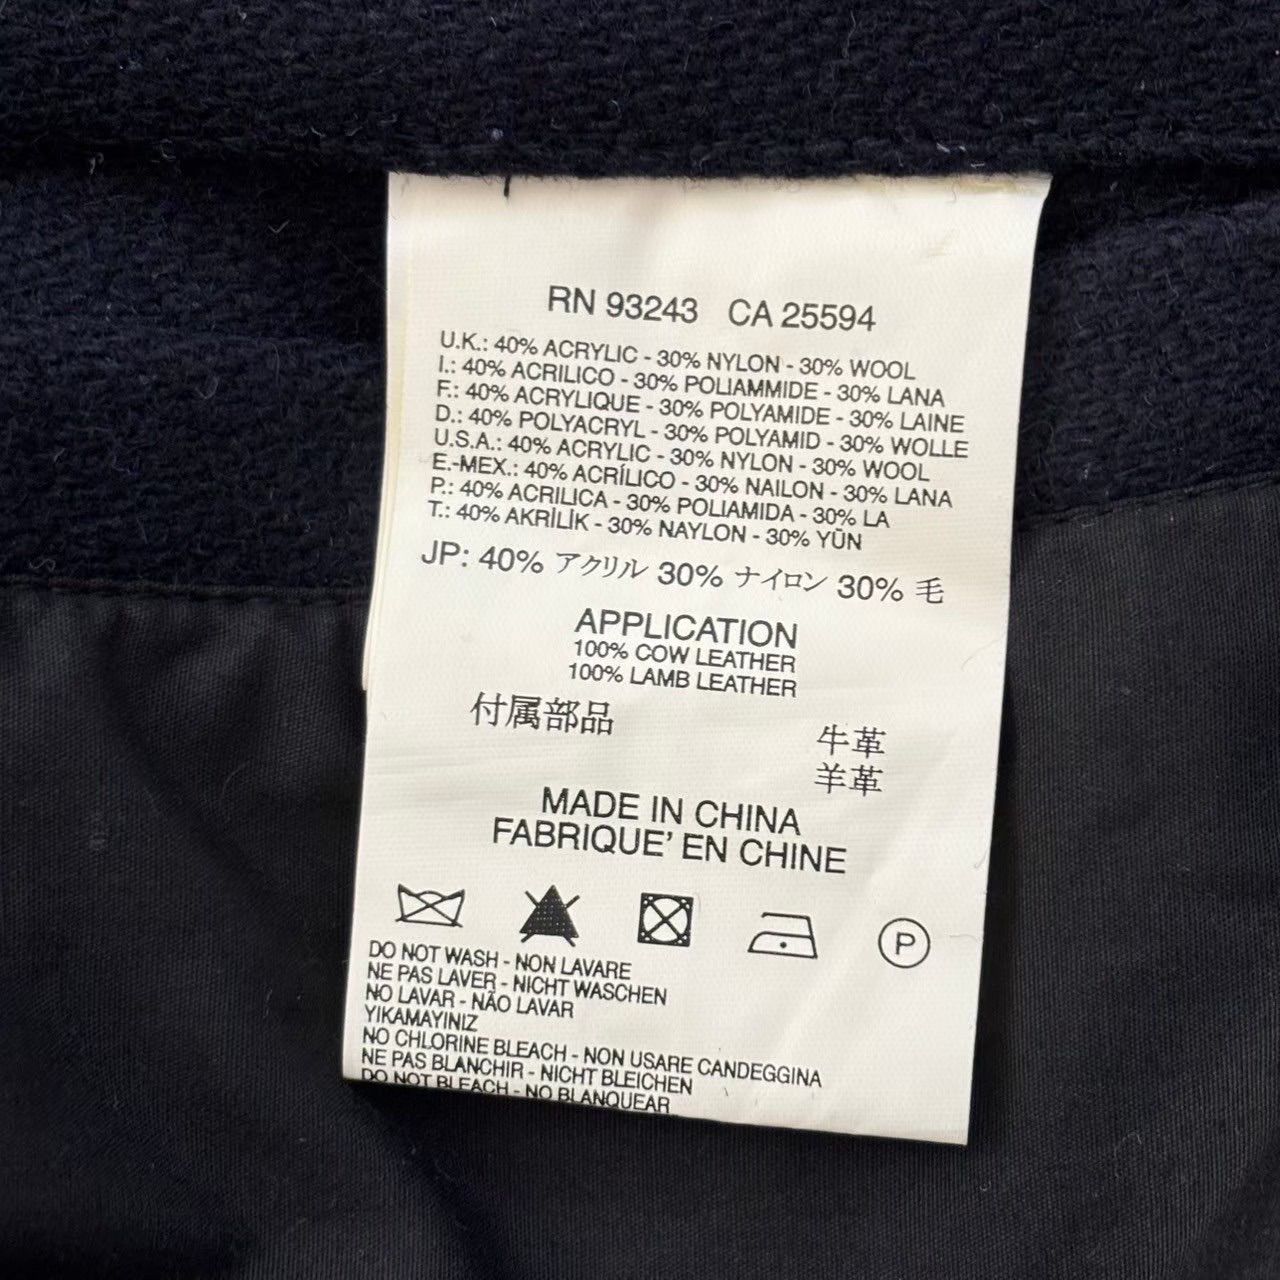 RN 93243 CA 25594
U.K.: 40% ACRYLIC - 30% NYLON - 30% WOOL
I.: 40% ACRILICO - 30% POLIAMMIDE - 30% LANA
F.: 40% ACRYLIQUE - 30% POLYAMIDE - 30% LAINE
D.: 40% POLYACRYL - 30% POLYAMID - 30% WOLLE
U.S.A.: 40% ACRYLIC - 30% NYLON - 30% WOOL
E.-MEX.: 40% ACRÍLICO - 30% NAILON - 30% LANA
P.: 40% ACRILICA - 30% POLIAMIDA - 30% LA
T.: 40% AKRİLİK - 30% NAYLON - 30% YŪN
JP: 40% アクリル 30% ナイロン 30% 毛
APPLICATION
100% COW LEATHER
100% LAMB LEATHER
付属部品 牛革
羊革
MADE IN CHINA
FABRIQUE' EN CHINE
P
DO NOT WASH - NON LAVARE
NE PAS LAVER - NICHT WASCHEN
NO LAVAR - NÃO LAVAR
YIKAMAYINIZ
NO CHLORINE BLEACH - NON USARE CANDEGGINA
NE PAS BLANCHIR - NICHT BLEICHEN
DO NOT BLEACH - NO BLANQUEAR